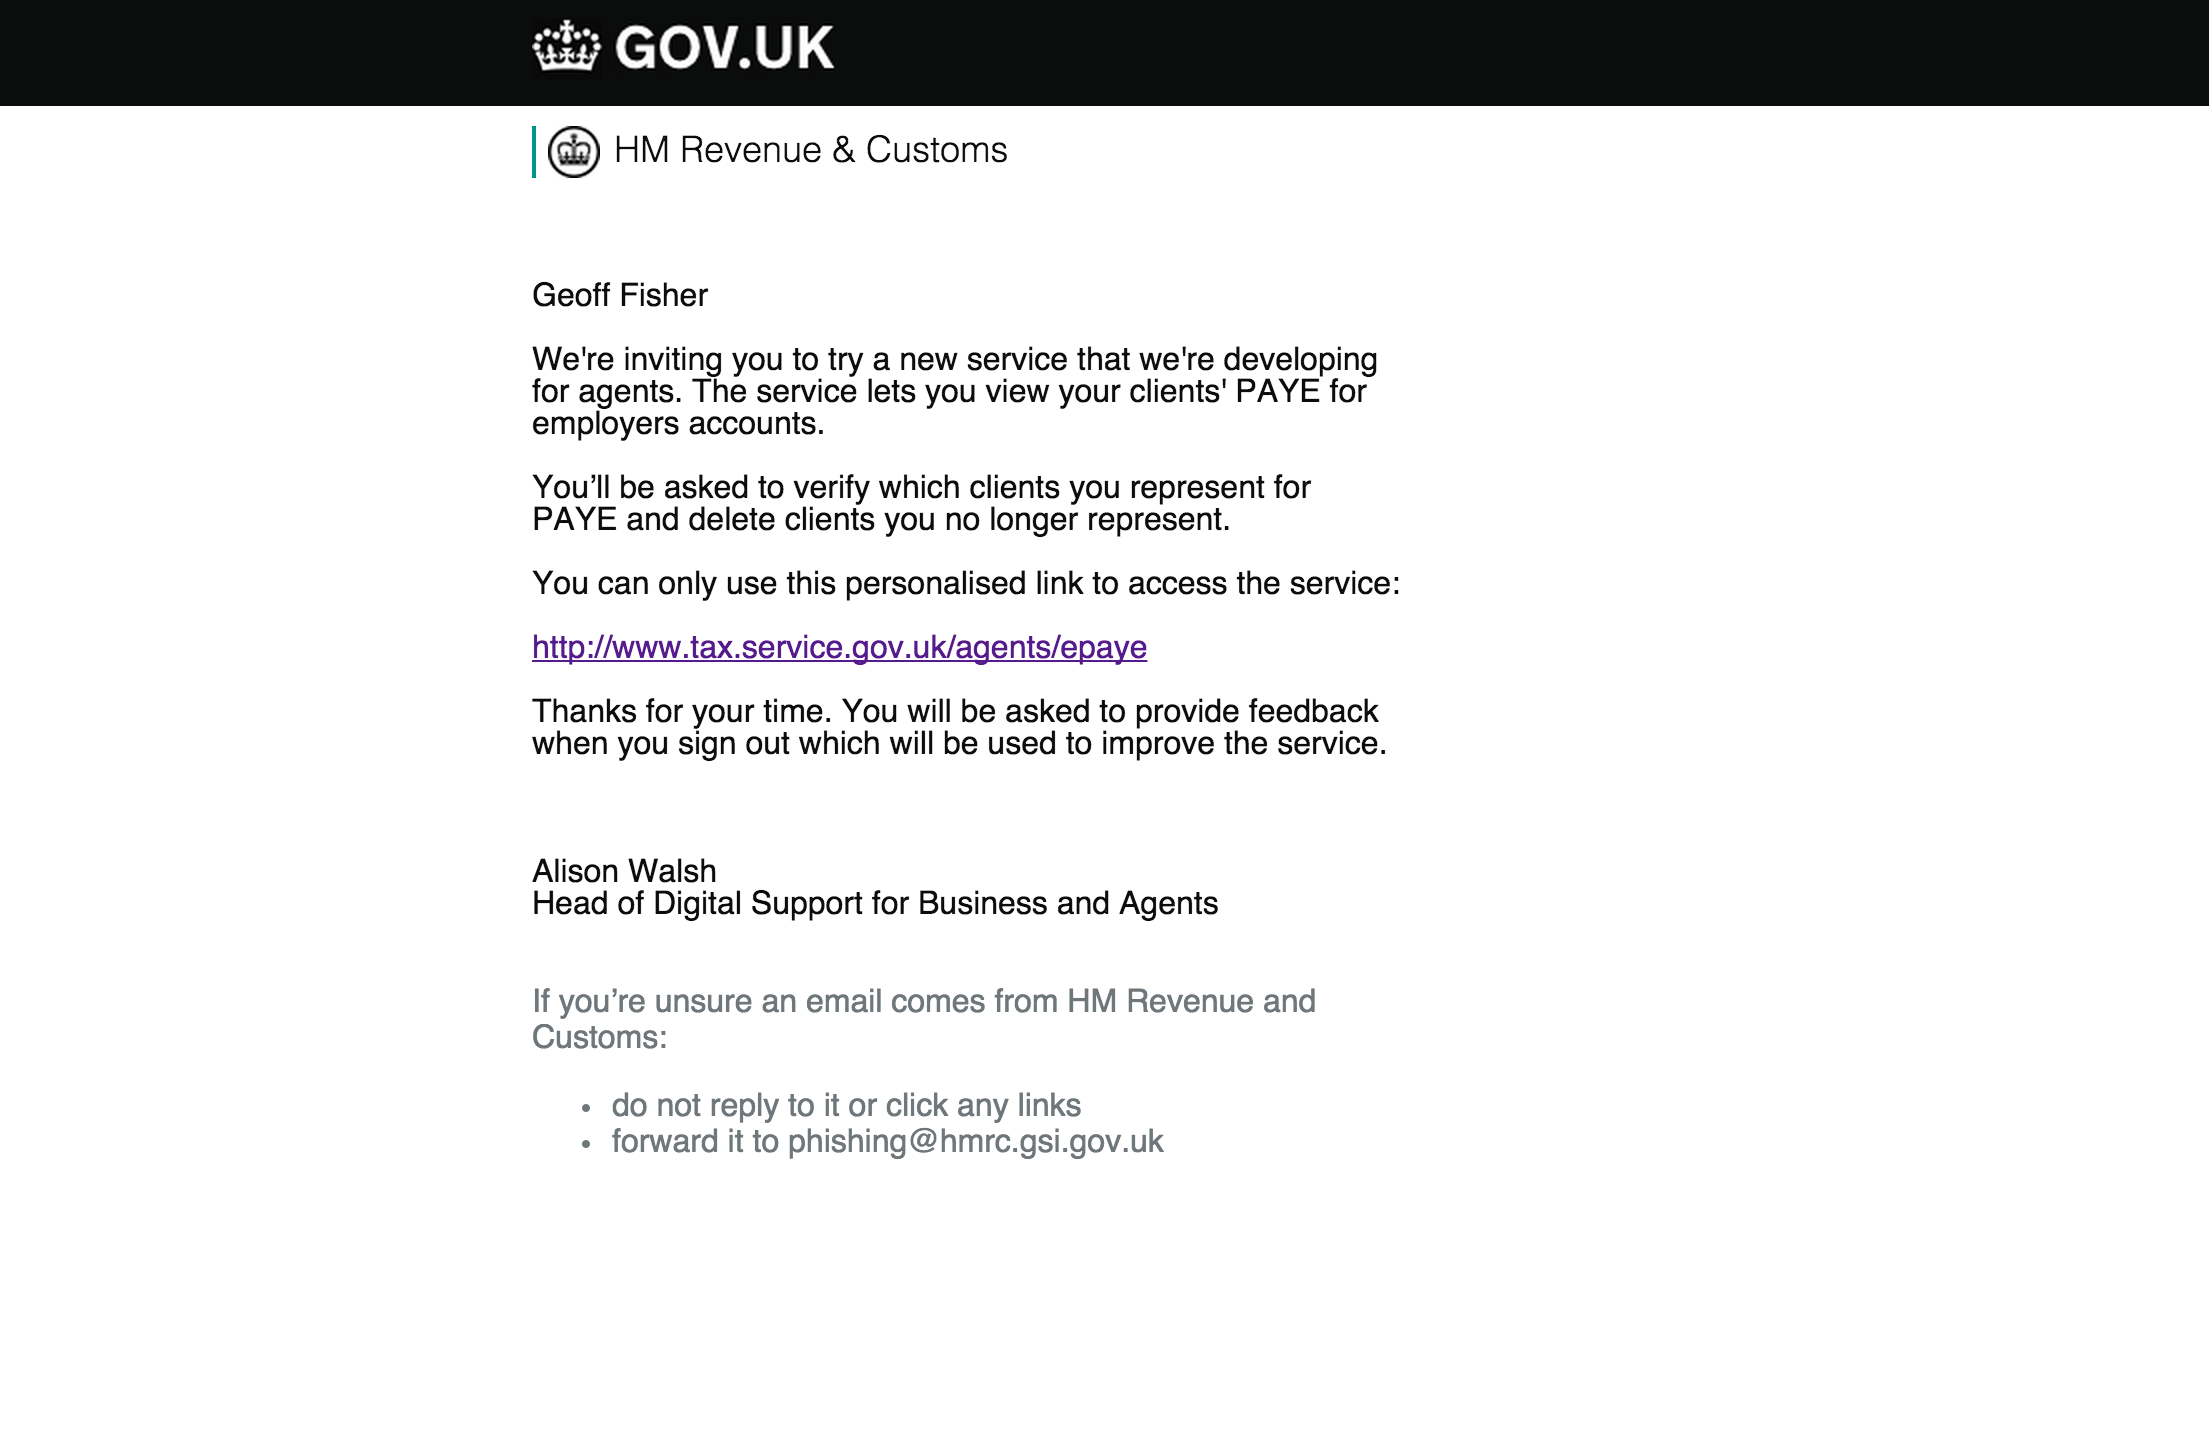 GOV.UK
HM Revenue & Customs
Geoff Fisher
We're inviting you to try a new service that we're developing
for agents. The service lets you view your clients' PAYE for
employers accounts.
You’ll be asked to verify which clients you represent for
PAYE and delete clients you no longer represent.
You can only use this personalised link to access the service:
http://www.tax.service.gov.uk/agents/epaye
Thanks for your time. You will be asked to provide feedback
when you sign out which will be used to improve the service.
Alison Walsh
Head of Digital Support for Business and Agents
If you’re unsure an email comes from HM Revenue and
Customs:
• do not reply to it or click any links
• forward it to phishing@hmrc.gsi.gov.uk